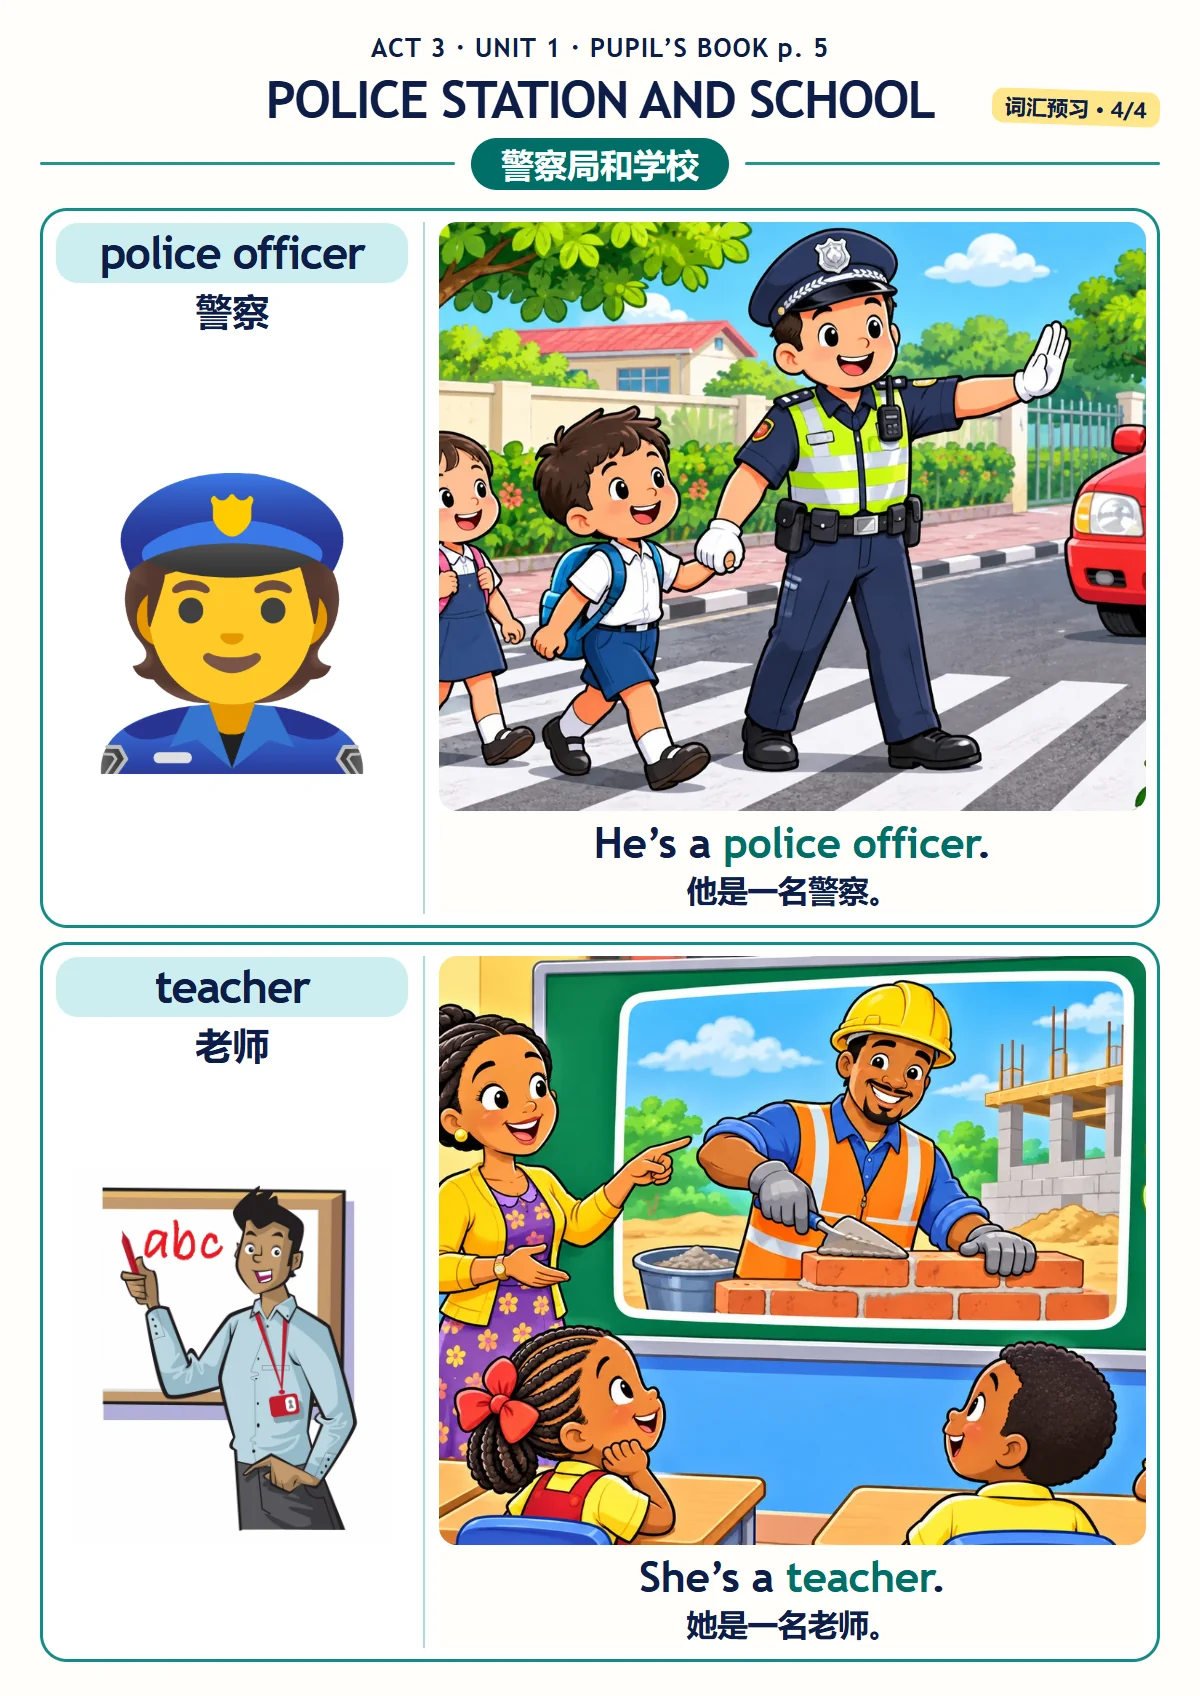 ACT 3 · UNIT 1 · PUPIL’S BOOK p. 5
POLICE STATION AND SCHOOL
词汇预习 · 4/4
警察局和学校
police officer
警察
He’s a police officer.
他是一名警察。
teacher
老师
abc
She’s a teacher.
她是一名老师。